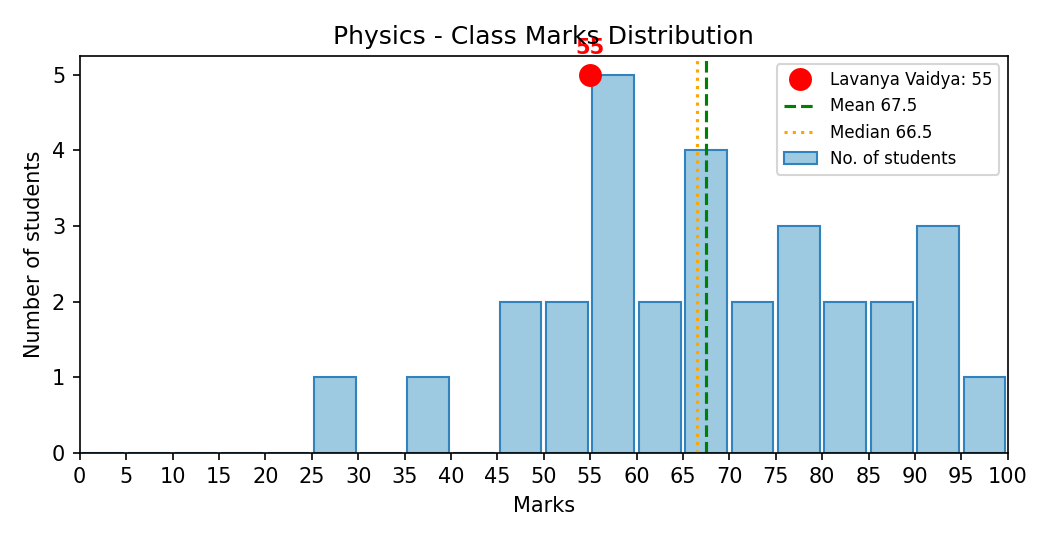 Physics - Class Marks Distribution
55
Lavanya Vaidya: 55
Mean 67.5
Median 66.5
No. of students
Number of students
5
4
3
2
1
0
0 5 10 15 20 25 30 35 40 45 50 55 60 65 70 75 80 85 90 95 100
Marks